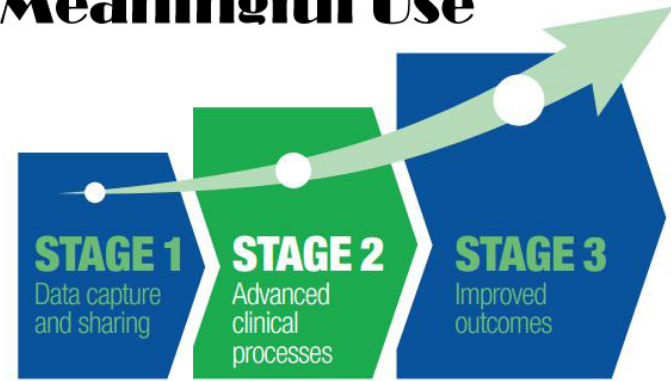 Meaningful Use
STAGE 1
Data capture
and sharing
STAGE 2
Advanced
clinical
processes
STAGE 3
Improved
outcomes